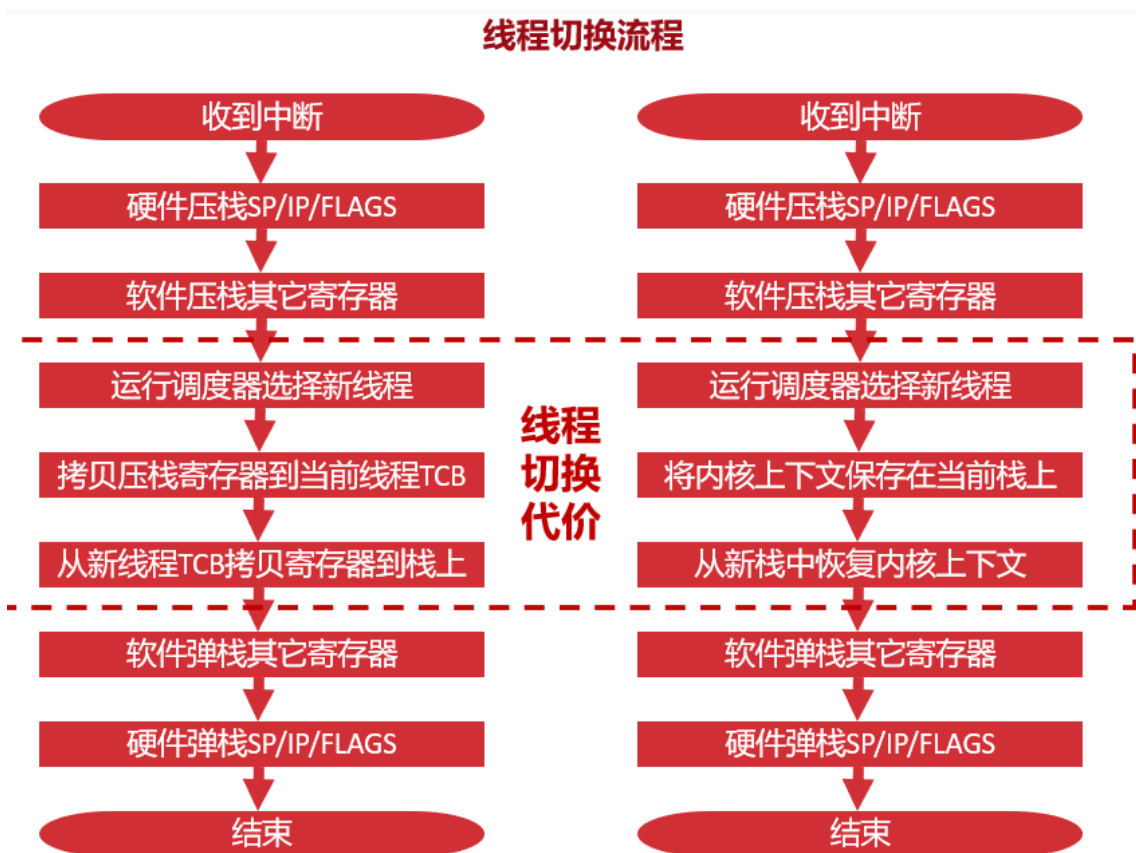 线程切换流程
收到中断
硬件压栈SP/IP/FLAGS
软件压栈其它寄存器
运行调度器选择新线程
拷贝压栈寄存器到当前线程TCB
从新线程TCB拷贝寄存器到栈上
软件弹栈其它寄存器
硬件弹栈SP/IP/FLAGS
结束
线程
切换
代价
收到中断
硬件压栈SP/IP/FLAGS
软件压栈其它寄存器
运行调度器选择新线程
将内核上下文保存在当前栈上
从新栈中恢复内核上下文
软件弹栈其它寄存器
硬件弹栈SP/IP/FLAGS
结束